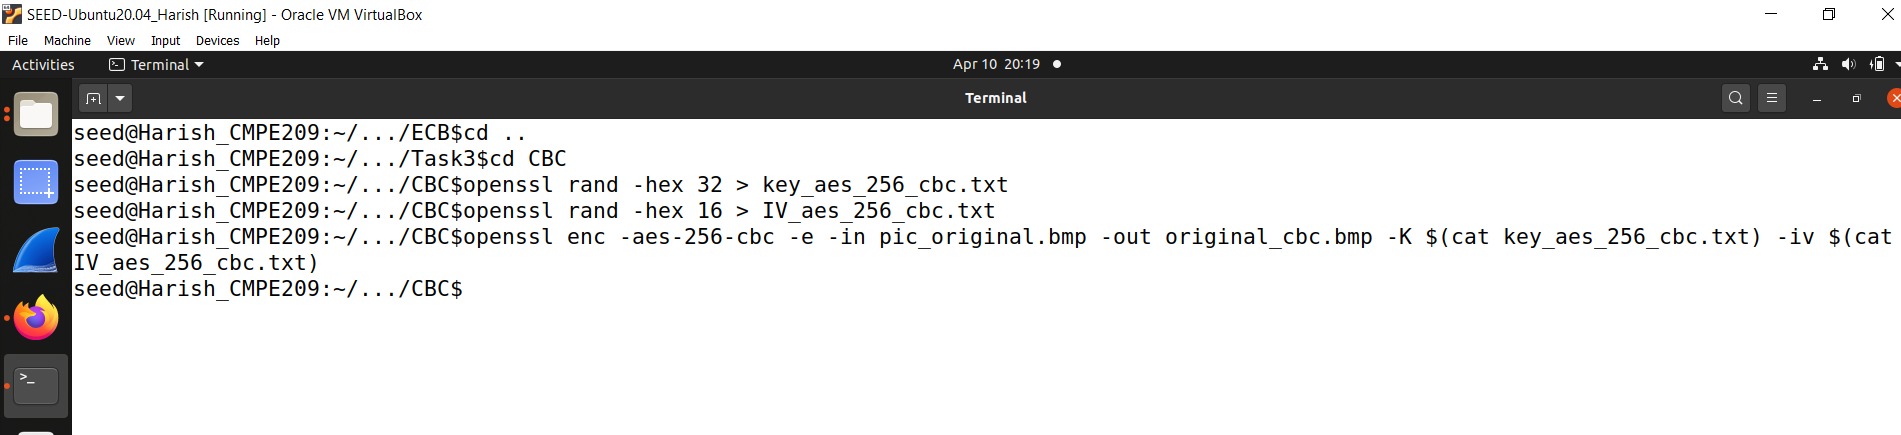 SEED-Ubuntu20.04_Harish [Running] - Oracle VM VirtualBox
File Machine View Input Devices Help
Activities Terminal Apr 10 20:19
Terminal
seed@Harish_CMPE209:~/.../ECB$cd ..
seed@Harish_CMPE209:~/.../Task3$cd CBC
seed@Harish_CMPE209:~/.../CBC$openssl rand -hex 32 > key_aes_256_cbc.txt
seed@Harish_CMPE209:~/.../CBC$openssl rand -hex 16 > IV_aes_256_cbc.txt
seed@Harish_CMPE209:~/.../CBC$openssl enc -aes-256-cbc -e -in pic_original.bmp -out original_cbc.bmp -K $(cat key_aes_256_cbc.txt) -iv $(cat
IV_aes_256_cbc.txt)
seed@Harish_CMPE209:~/.../CBC$